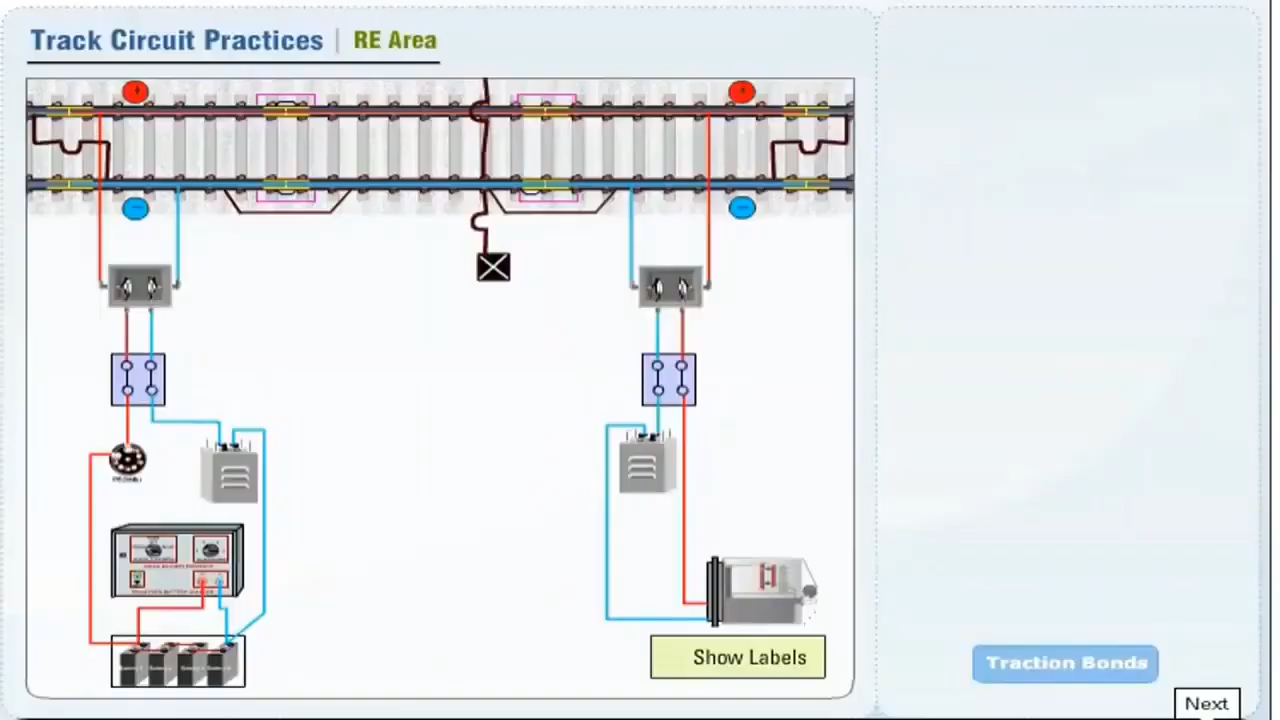 Track Circuit Practices | RE Area
+
+
−
−
Show Labels
Traction Bonds
Next